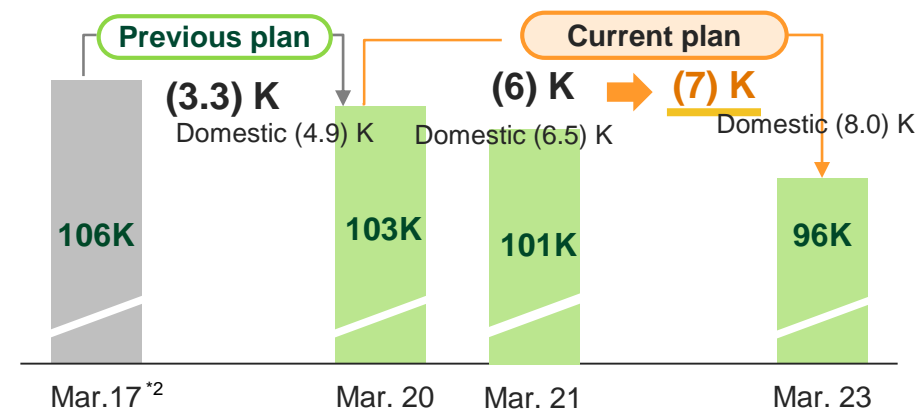 Previous plan
Current plan
(3.3) K
Domestic (4.9) K
(6) K
(7) K
Domestic (6.5) K
Domestic (8.0) K
106K
103K
101K
96K
Mar.17 *2
Mar. 20
Mar. 21
Mar. 23